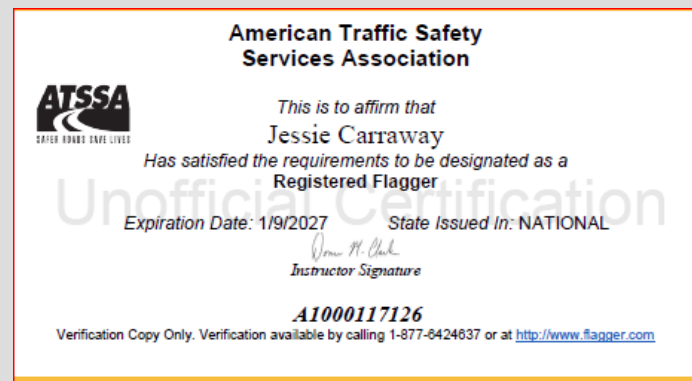 American Traffic Safety
Services Association
ATSSA
SAFER ROADS SAVE LIVES
This is to affirm that
Jessie Carraway
Has satisfied the requirements to be designated as a
Registered Flagger
Unofficial Certification
Expiration Date: 1/9/2027 State Issued In: NATIONAL
Instructor Signature
A1000117126
Verification Copy Only. Verification available by calling 1-877-6424637 or at http://www.flagger.com